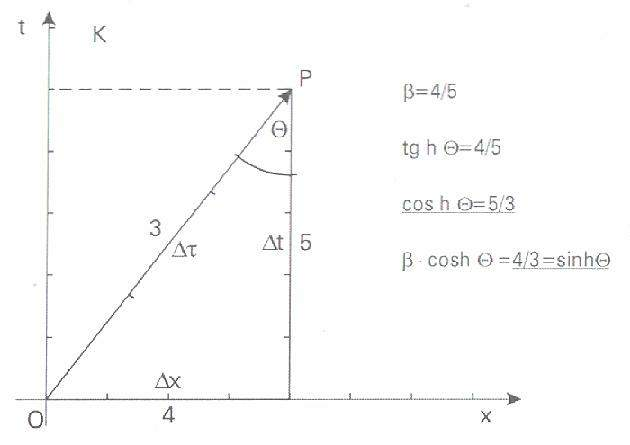 t
K
P
Θ
β=4/5
tg h Θ=4/5
cos h Θ=5/3
3
Δτ
Δt 5
β · cosh Θ =4/3=sinhΘ
Δx
O
4
x